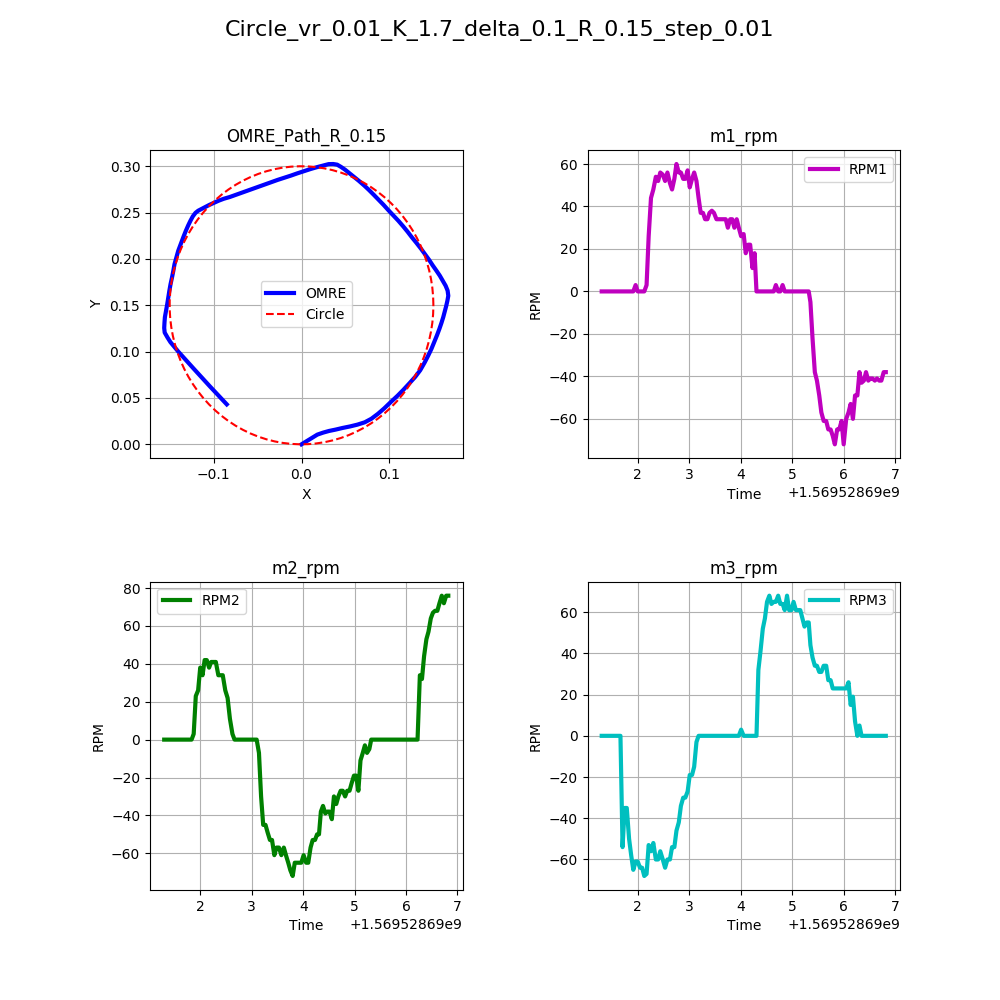 Circle_vr_0.01_K_1.7_delta_0.1_R_0.15_step_0.01
OMRE_Path_R_0.15
0.30
0.25
0.20
0.15
0.10
0.05
0.00
Y
OMRE
Circle
−0.1 0.0 0.1
X
m1_rpm
60
40
20
0
−20
−40
−60
RPM
RPM1
2 3 4 5 6 7
Time +1.56952869e9
m2_rpm
80
60
40
20
0
−20
−40
−60
RPM
RPM2
2 3 4 5 6 7
Time +1.56952869e9
m3_rpm
60
40
20
0
−20
−40
−60
RPM
RPM3
2 3 4 5 6 7
Time +1.56952869e9